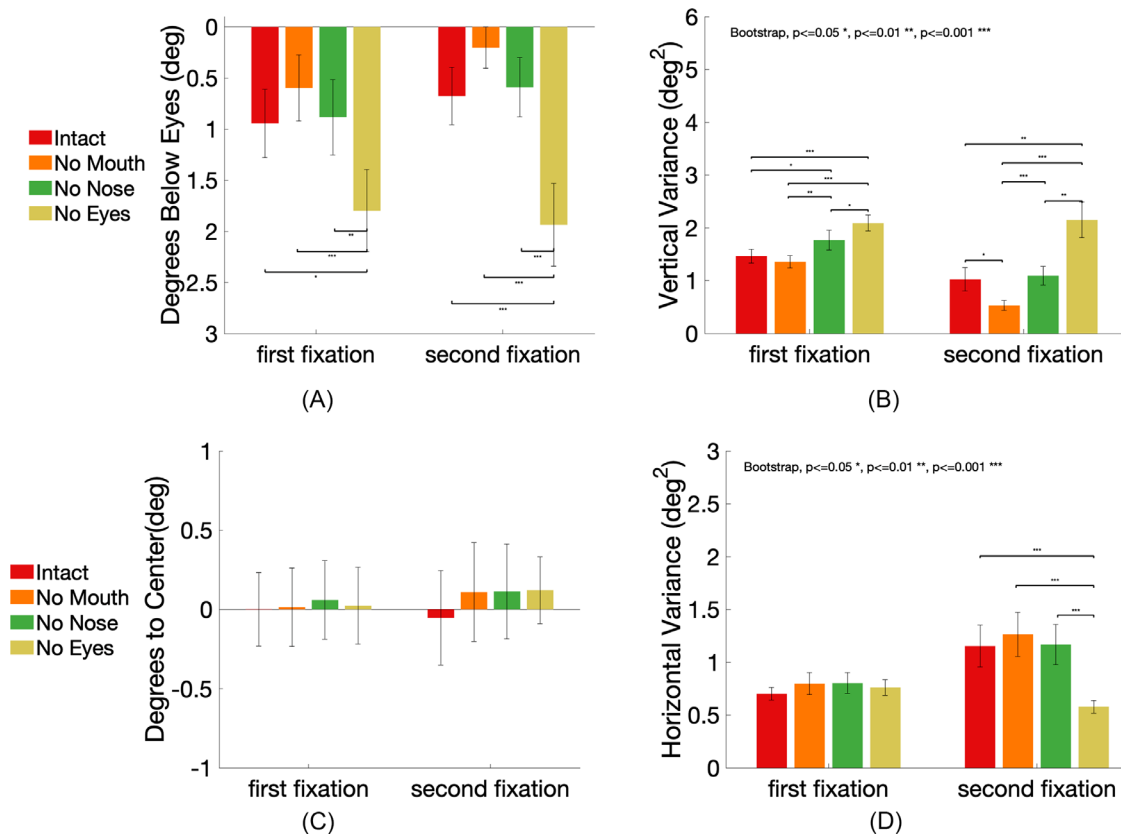 Intact
No Mouth
No Nose
No Eyes
Degrees Below Eyes (deg)
0
0.5
1
1.5
2
2.5
3
**
***
*
***
***
***
first fixation
second fixation
(A)
Vertical Variance (deg2)
6
5
4
3
2
1
0
Bootstrap, p<=0.05 *, p<=0.01 **, p<=0.001 ***
***
*
***
**
*
**
***
***
**
*
first fixation
second fixation
(B)
Intact
No Mouth
No Nose
No Eyes
Degrees to Center(deg)
1
0.5
0
-0.5
-1
first fixation
second fixation
(C)
Horizontal Variance (deg2)
3
2.5
2
1.5
1
0.5
0
Bootstrap, p<=0.05 *, p<=0.01 **, p<=0.001 ***
***
***
***
first fixation
second fixation
(D)